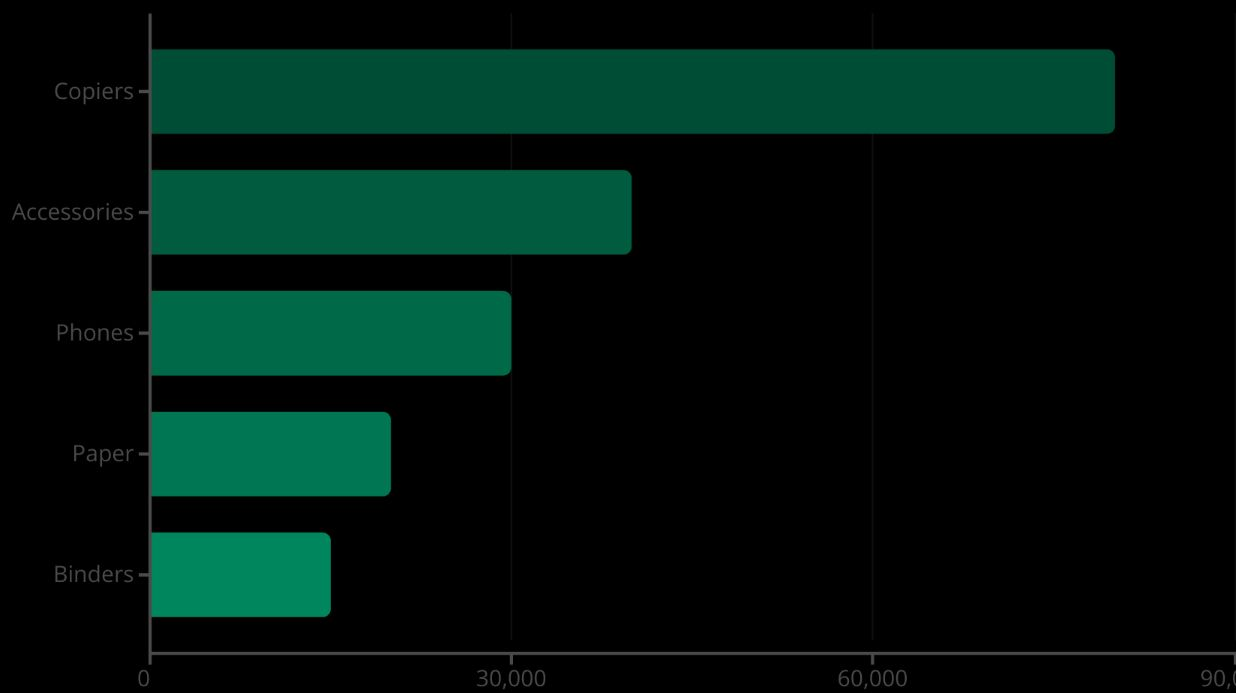 Copiers
Accessories
Phones
Paper
Binders
0
30,000
60,000